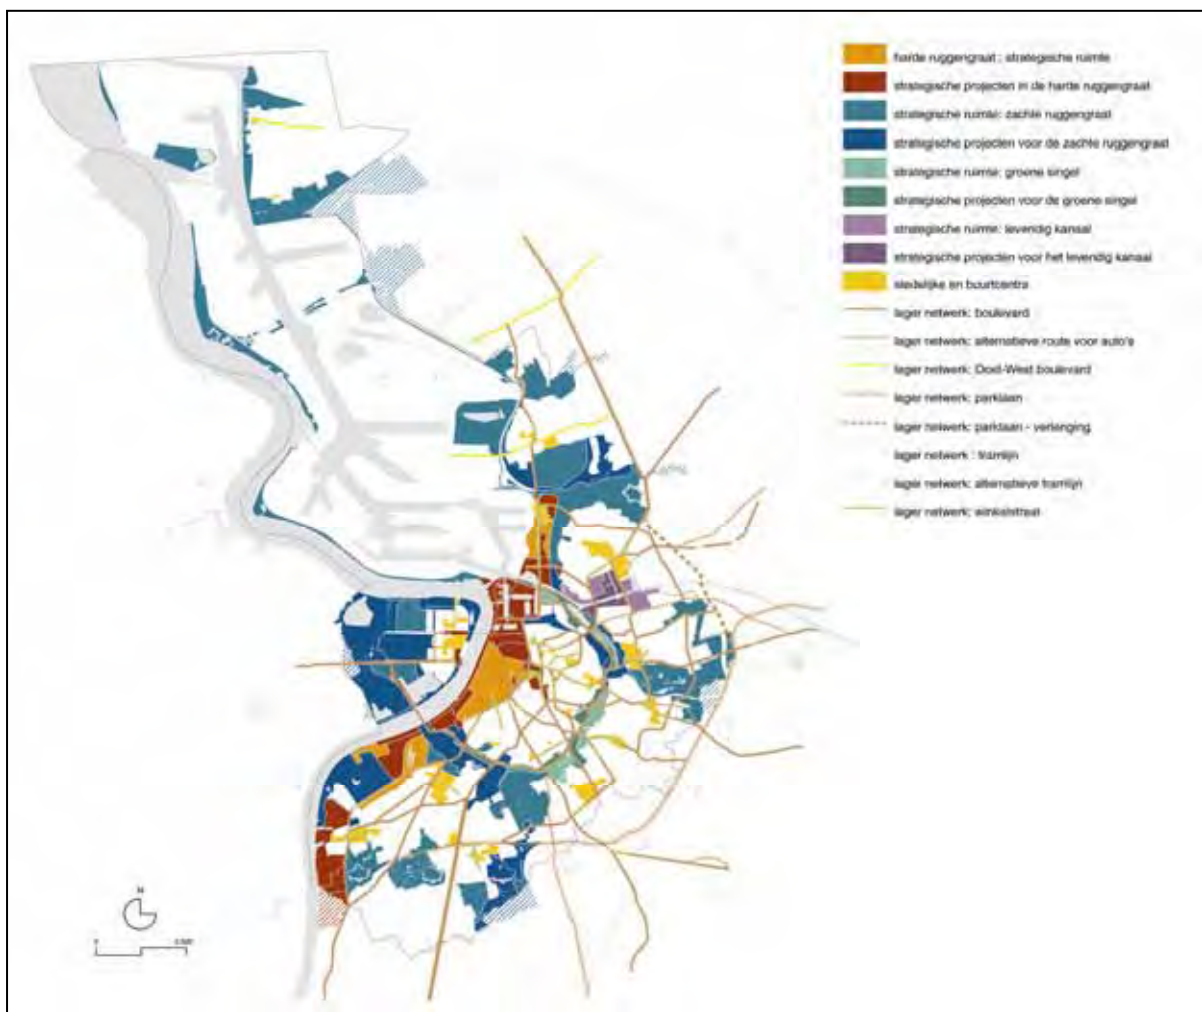 harde ruggengraat : strategische ruimte
strategische projecten in de harde ruggengraat
strategische ruimte: zachte ruggengraat
strategische projecten voor de zachte ruggengraat
strategische ruimte: groene singel
strategische projecten voor de groene singel
strategische ruimte: levendig kanaal
strategische projecten voor het levendig kanaal
stedelijke en buurtcentra
lager netwerk: boulevard
lager netwerk: alternatieve route voor auto's
lager netwerk: Oost-West boulevard
lager netwerk: parklaan
lager netwerk: parklaan - verlenging
lager netwerk : tramlijn
lager netwerk: alternatieve tramlijn
lager netwerk: winkelstraat
N
0